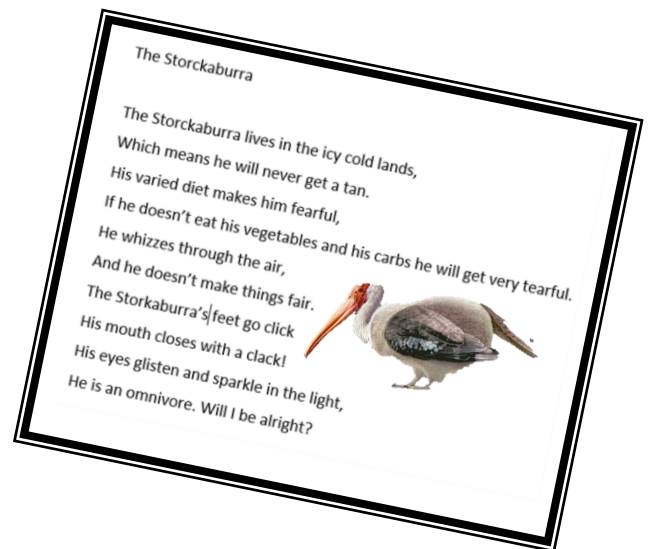 The Storckaburra
The Storckaburra lives in the icy cold lands,
Which means he will never get a tan.
His varied diet makes him fearful,
If he doesn’t eat his vegetables and his carbs he will get very tearful.
He whizzes through the air,
And he doesn’t make things fair.
The Storkaburra’s feet go click
His mouth closes with a clack!
His eyes glisten and sparkle in the light,
He is an omnivore. Will I be alright?